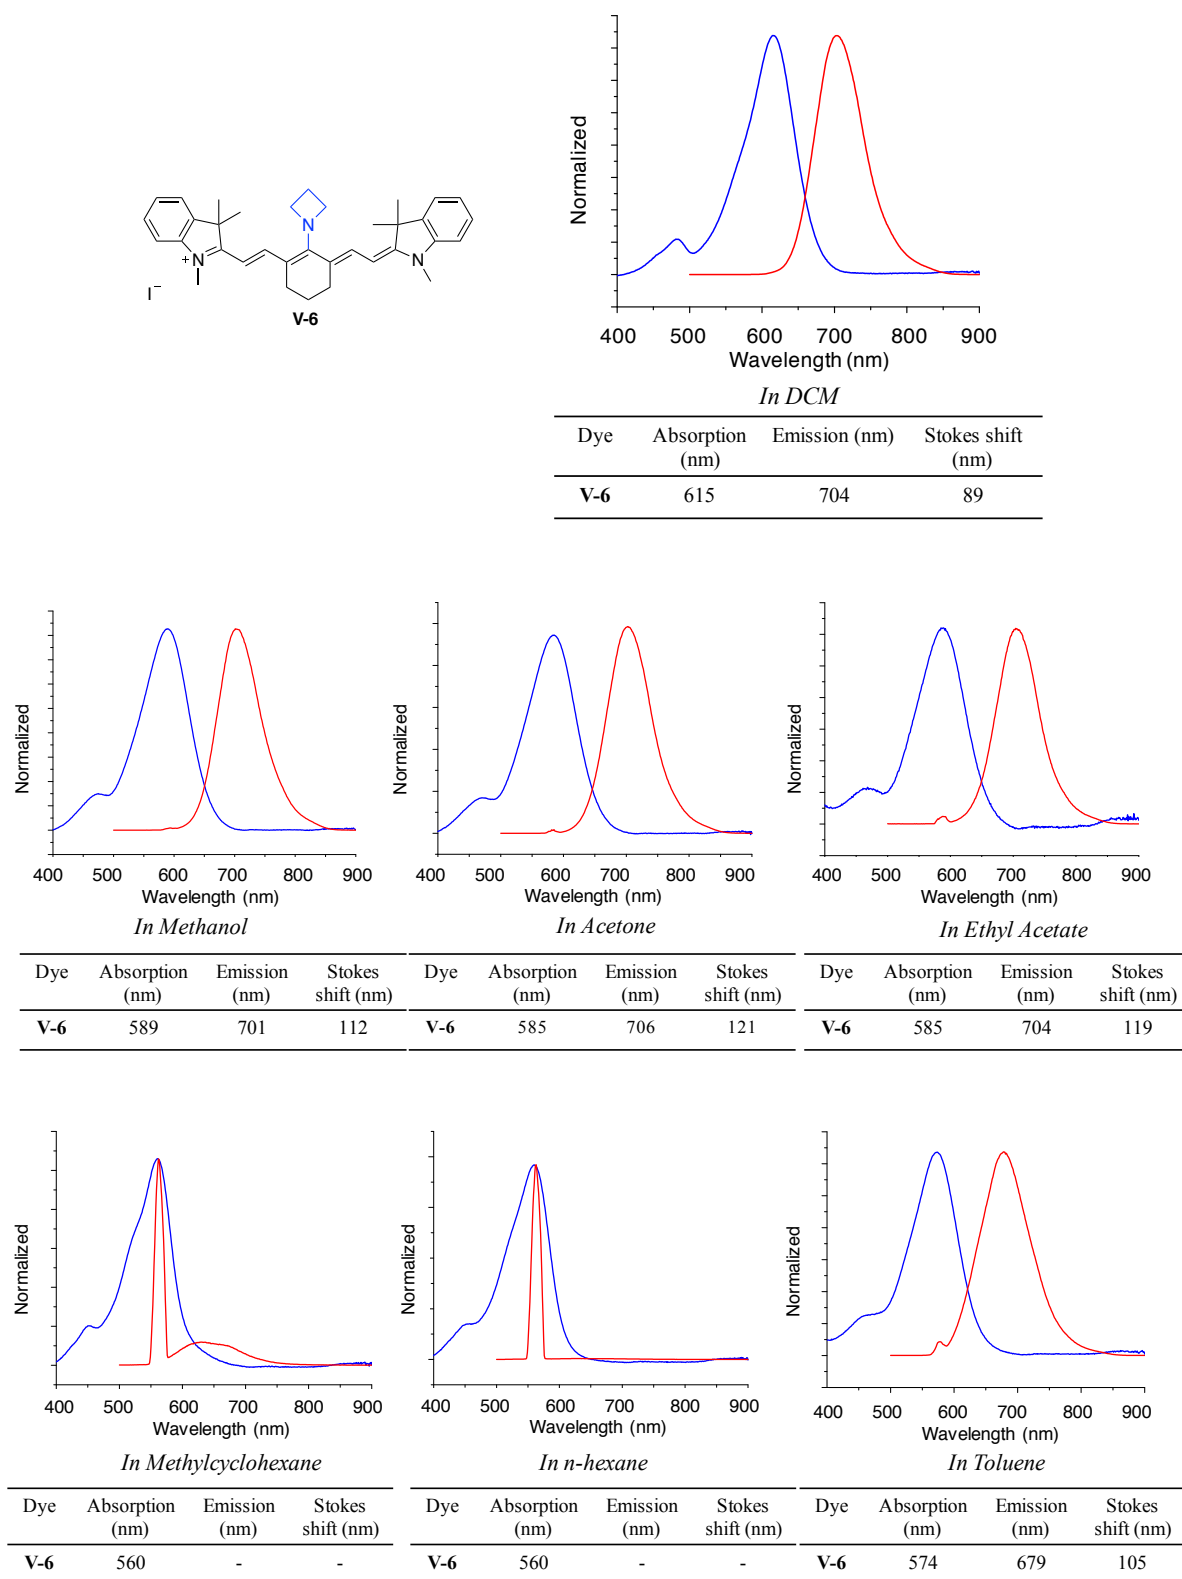 N
+
N
N
I−
V-6
Normalized
400 500 600 700 800 900
Wavelength (nm)
In DCM
Dye Absorption (nm) Emission (nm) Stokes shift (nm)
V-6 615 704 89
Normalized
400 500 600 700 800 900
Wavelength (nm)
In Methanol
Dye Absorption (nm) Emission (nm) Stokes shift (nm)
V-6 589 701 112
Normalized
400 500 600 700 800 900
Wavelength (nm)
In Acetone
Dye Absorption (nm) Emission (nm) Stokes shift (nm)
V-6 585 706 121
Normalized
400 500 600 700 800 900
Wavelength (nm)
In Ethyl Acetate
Dye Absorption (nm) Emission (nm) Stokes shift (nm)
V-6 585 704 119
Normalized
400 500 600 700 800 900
Wavelength (nm)
In Methylcyclohexane
Dye Absorption (nm) Emission (nm) Stokes shift (nm)
V-6 560 - -
Normalized
400 500 600 700 800 900
Wavelength (nm)
In n-hexane
Dye Absorption (nm) Emission (nm) Stokes shift (nm)
V-6 560 - -
Normalized
400 500 600 700 800 900
Wavelength (nm)
In Toluene
Dye Absorption (nm) Emission (nm) Stokes shift (nm)
V-6 574 679 105